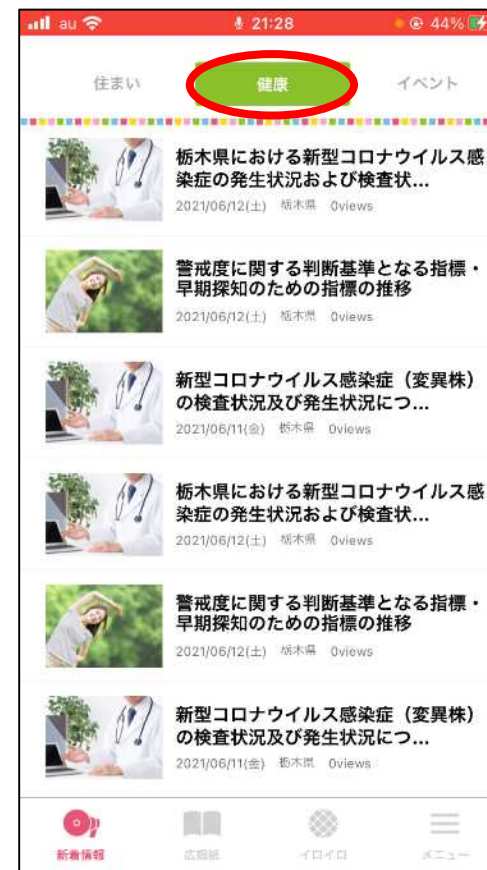 au 21:28 44%
住まい 健康 イベント
栃木県における新型コロナウイルス感
染症の発生状況および検査状...
2021/06/12(土) 栃木県 0views
警戒度に関する判断基準となる指標・
早期探知のための指標の推移
2021/06/12(土) 栃木県 0views
新型コロナウイルス感染症（変異株）
の検査状況及び発生状況につ...
2021/06/11(金) 栃木県 0views
栃木県における新型コロナウイルス感
染症の発生状況および検査状...
2021/06/12(土) 栃木県 0views
警戒度に関する判断基準となる指標・
早期探知のための指標の推移
2021/06/12(土) 栃木県 0views
新型コロナウイルス感染症（変異株）
の検査状況及び発生状況につ...
2021/06/11(金) 栃木県 0views
新着情報 広報紙 イロイロ メニュー